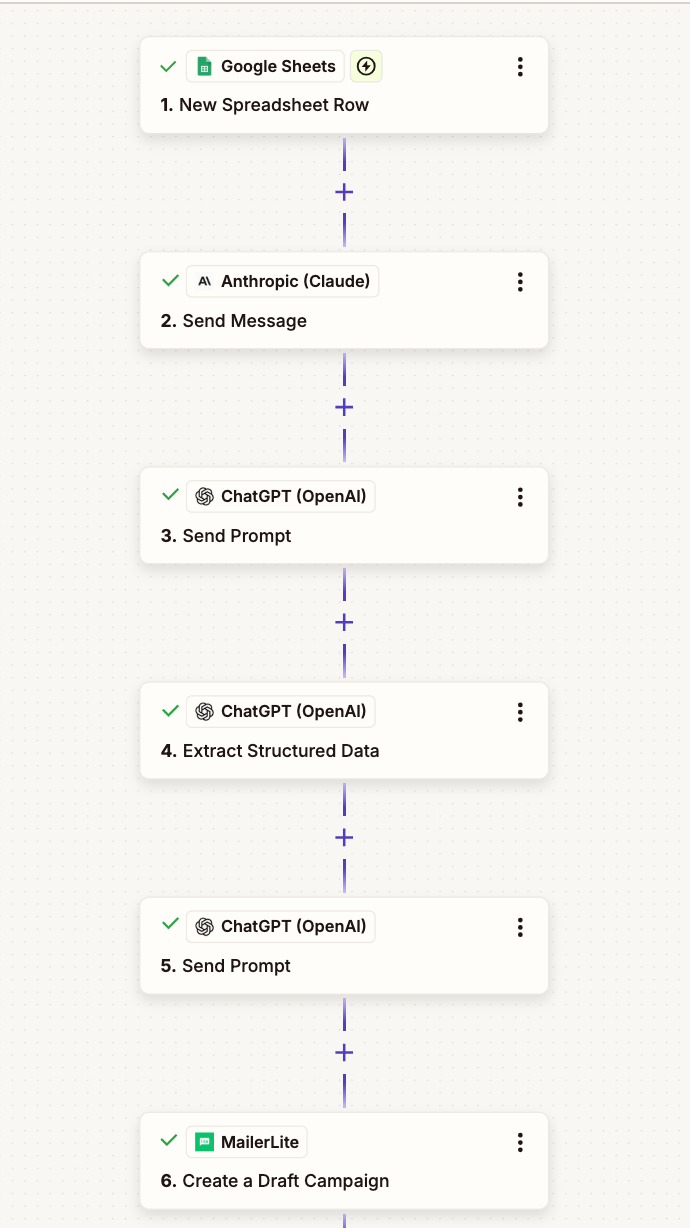 Google Sheets
1. New Spreadsheet Row
Anthropic (Claude)
2. Send Message
ChatGPT (OpenAI)
3. Send Prompt
ChatGPT (OpenAI)
4. Extract Structured Data
ChatGPT (OpenAI)
5. Send Prompt
MailerLite
6. Create a Draft Campaign